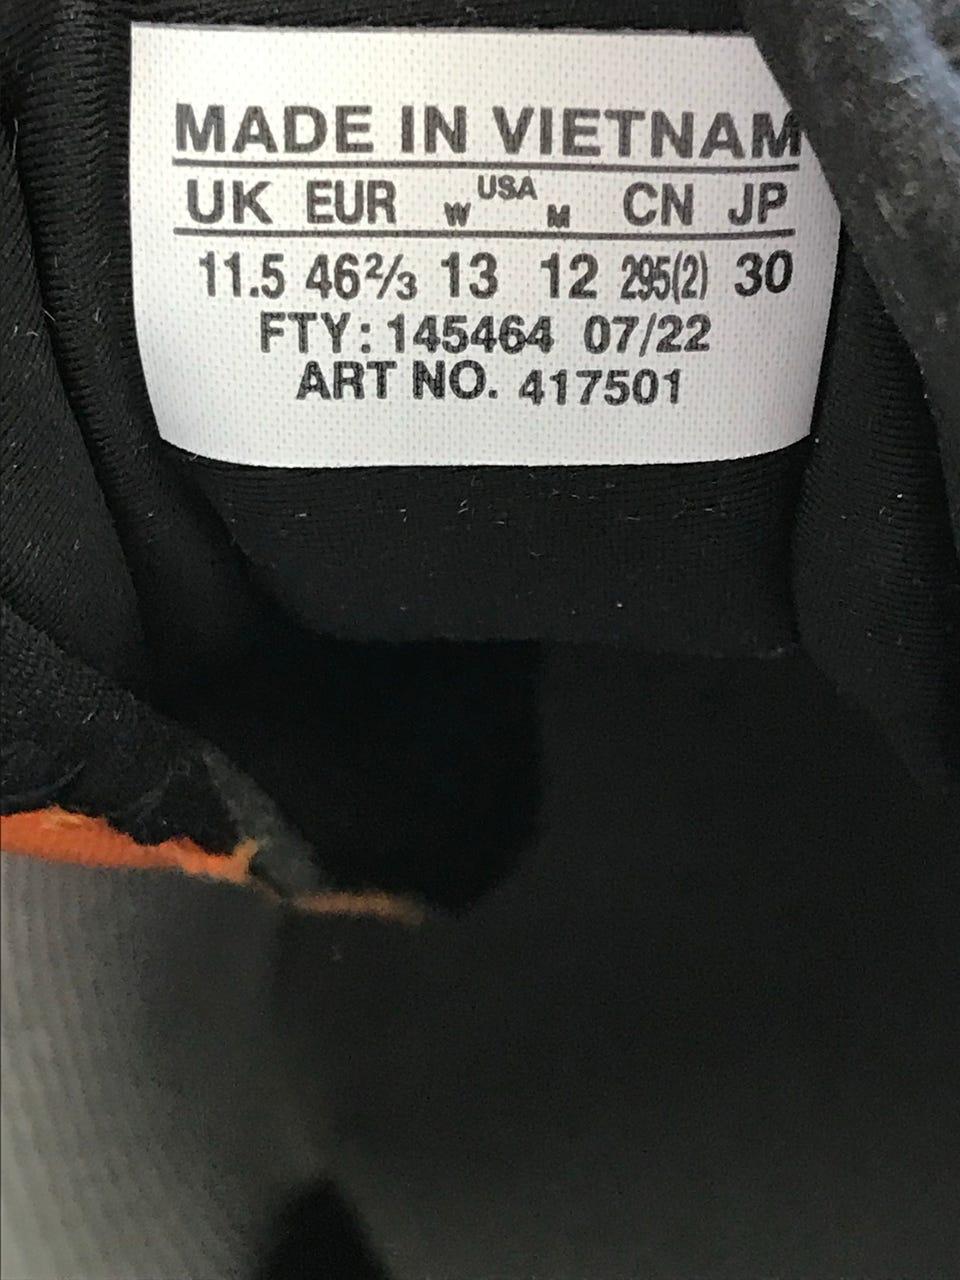 MADE IN VIETNAM
UK EUR W USA M CN JP
11.5 46⅔ 13 12 295(2) 30
FTY: 145464 07/22
ART NO. 417501